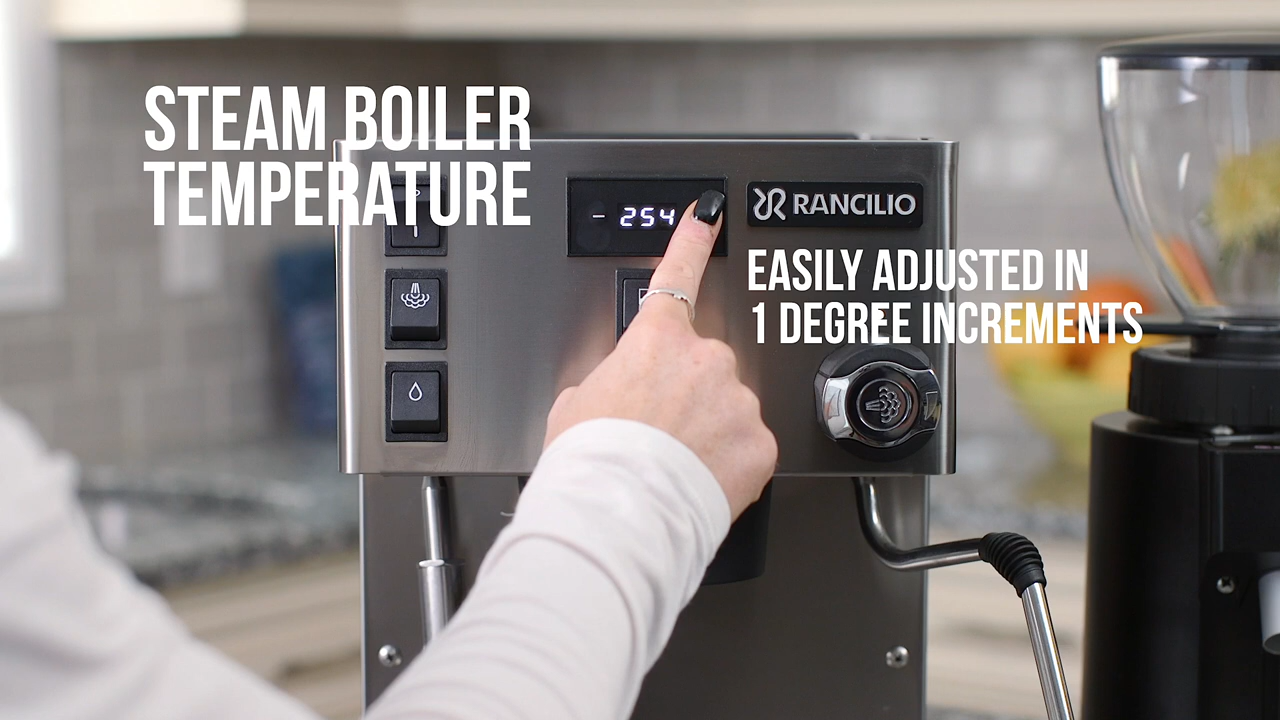 STEAM BOILER
TEMPERATURE
- 254
RANCILIO
EASILY ADJUSTED IN
1 DEGREE INCREMENTS